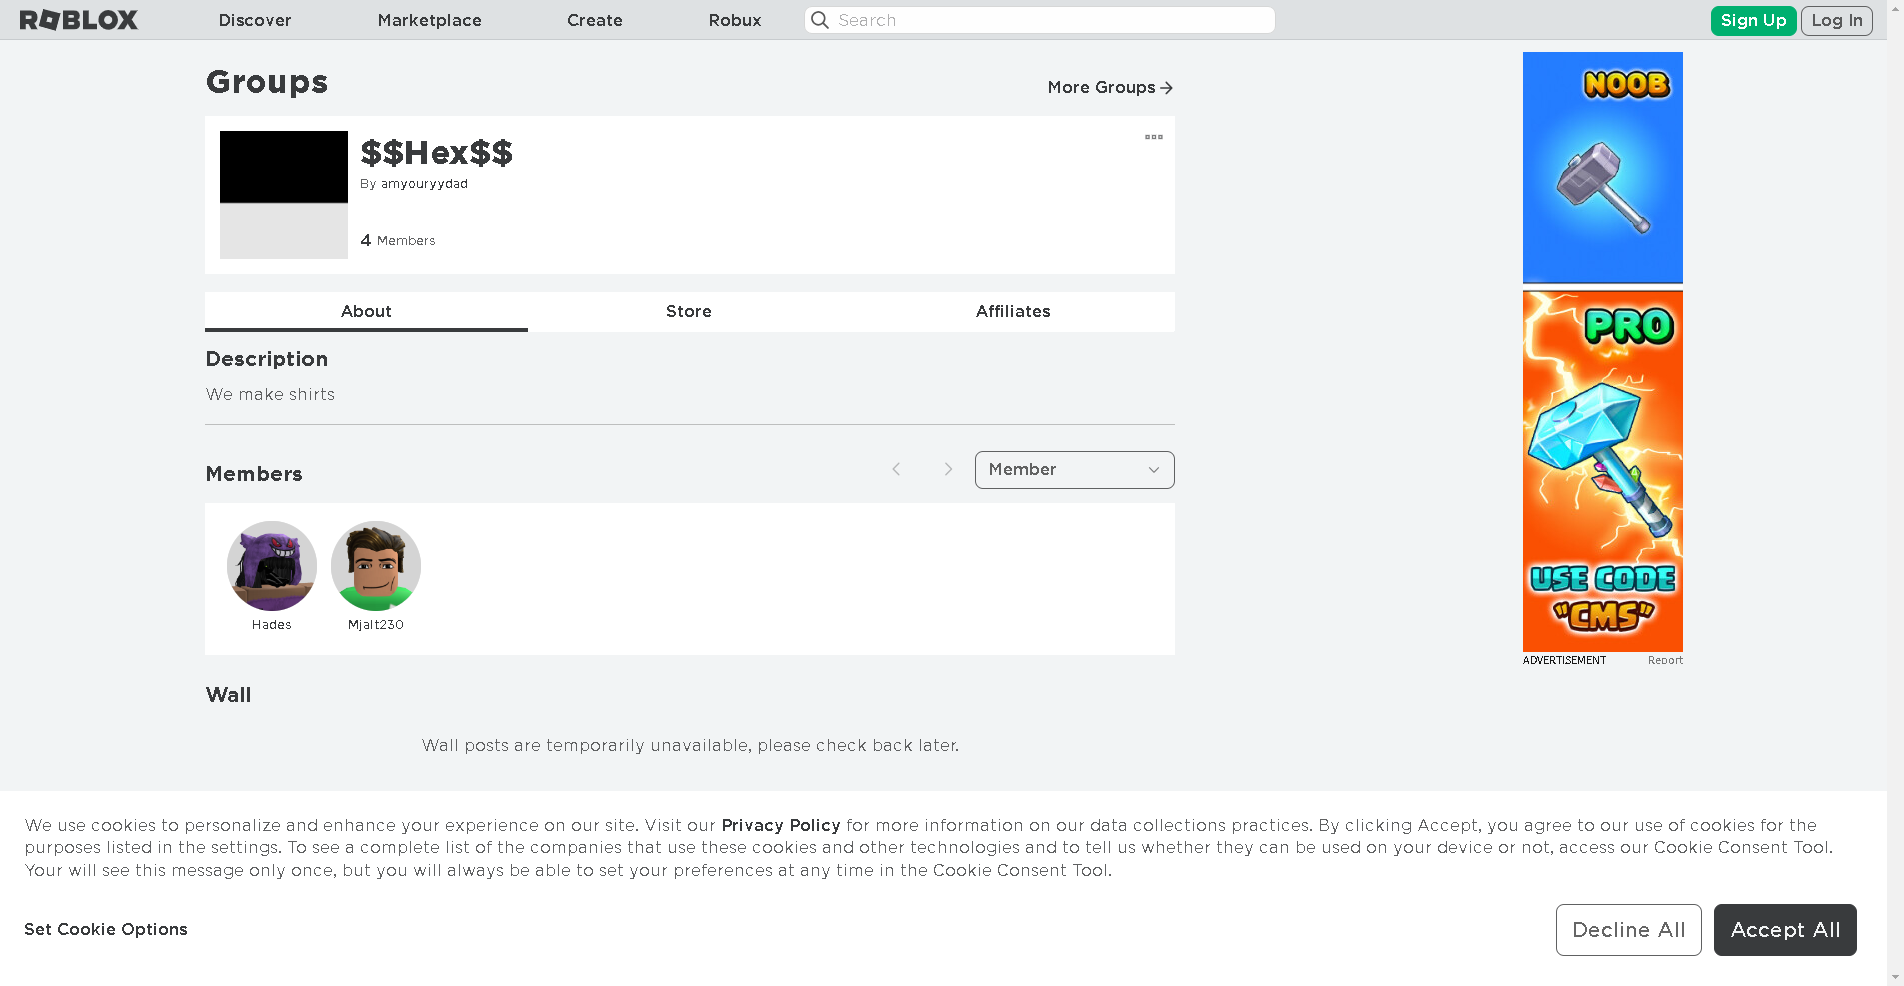 ROBLOX Discover Marketplace Create Robux Search Sign Up Log In
Groups
More Groups
$$Hex$$
By amyouryydad
4 Members
About Store Affiliates
Description
We make shirts
Members
Member
Hades Mjalt230
Wall
Wall posts are temporarily unavailable, please check back later.
NOOB
PRO
USE CODE
"CMS"
ADVERTISEMENT Report
We use cookies to personalize and enhance your experience on our site. Visit our Privacy Policy for more information on our data collections practices. By clicking Accept, you agree to our use of cookies for the
purposes listed in the settings. To see a complete list of the companies that use these cookies and other technologies and to tell us whether they can be used on your device or not, access our Cookie Consent Tool.
Your will see this message only once, but you will always be able to set your preferences at any time in the Cookie Consent Tool.
Set Cookie Options
Decline All Accept All